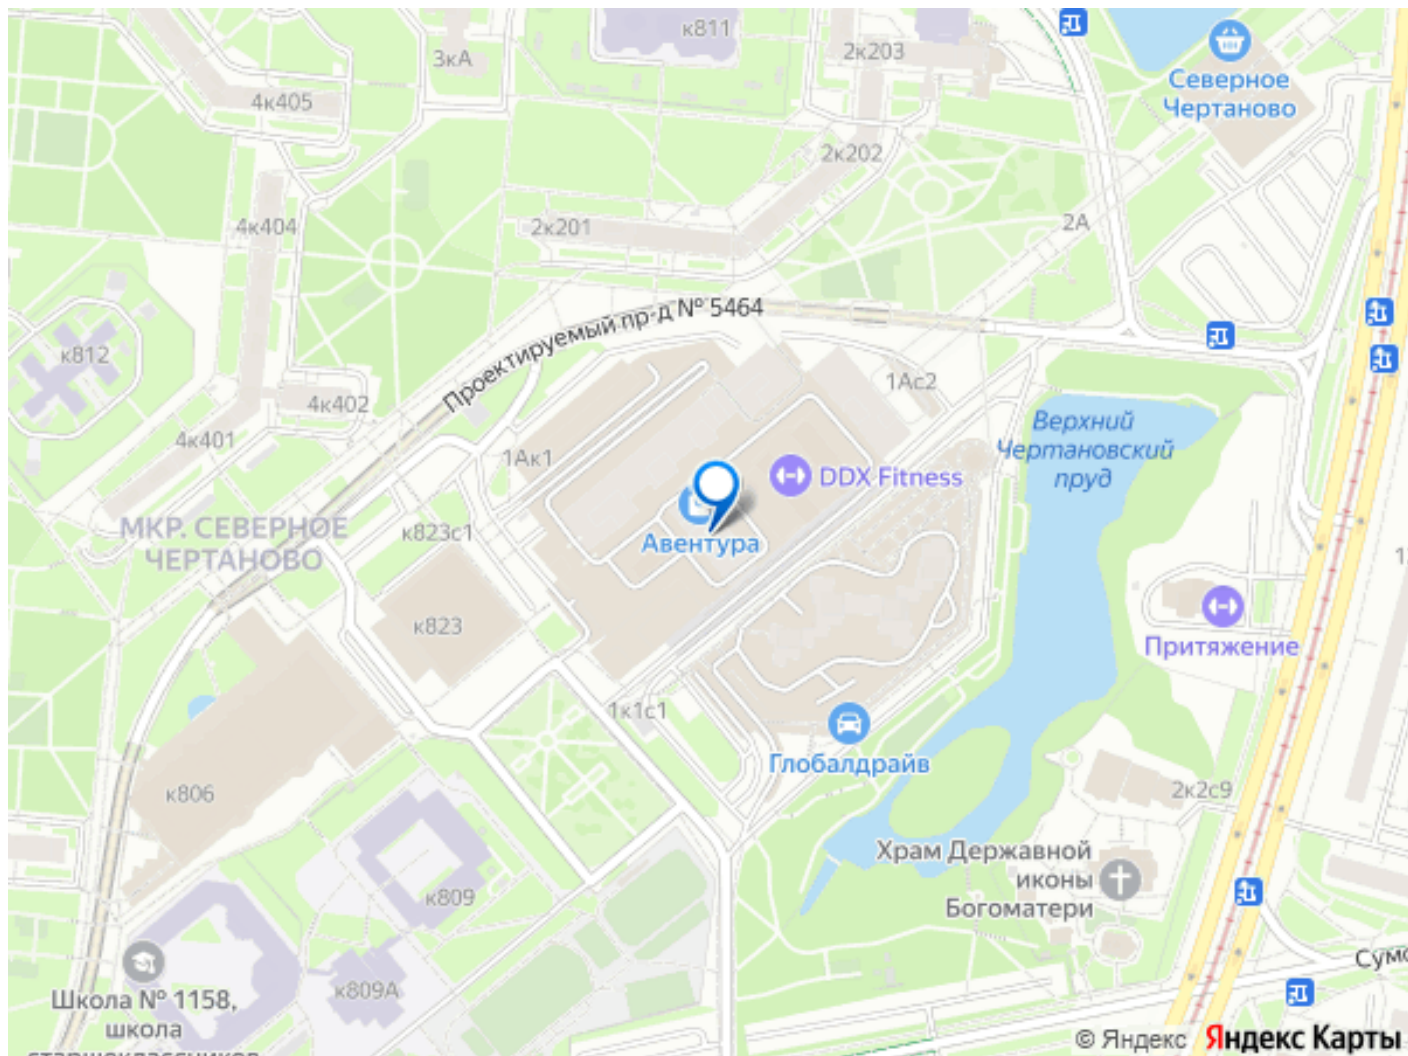 к811
3кА
2к203
4к405
Северное
Чертаново
2к202
4к404
2к201
2А
Проектируемый пр-д № 5464
к812
1Ас2
4к402
4к401
Верхний
Чертановский
пруд
1Ак1
DDX Fitness
МКР. СЕВЕРНОЕ
ЧЕРТАНОВО
к823с1
Авентура
к823
Притяжение
1к1с1
Глобалдрайв
к806
2к2с9
Храм Державной
иконы
Богоматери
к809
к809А
Школа № 1158,
школа
старшеклассников
© Яндекс
Яндекс Карты